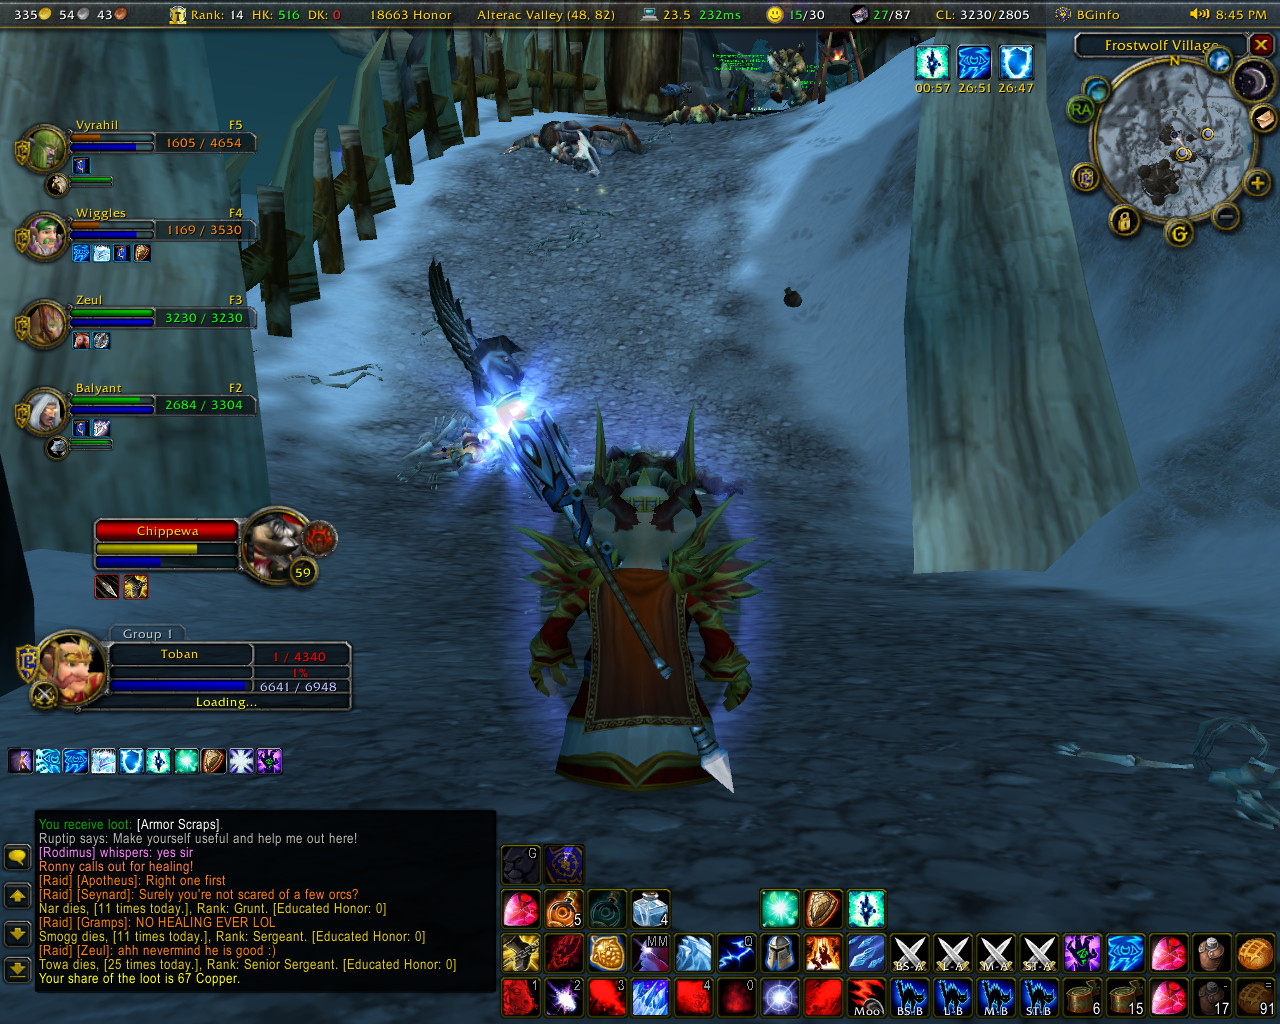 335 54 43 Rank: 14 HK: 516 DK: 0 18663 Honor Alterac Valley (48, 82) 23.5 232ms 15/30 27/87 CL: 3230/2805 BGinfo 8:45 PM
Frostwolf Village
N
RA
G
00:57 26:51 26:47
Vyrahil F5
1605 / 4654
Wiggles F4
1169 / 3530
Zeul F3
3230 / 3230
Balyant F2
2684 / 3304
Chippewa
59
Group 1
Toban 1 / 4340
1%
6641 / 6948
Loading...
You receive loot: [Armor Scraps].
Ruptip says: Make yourself useful and help me out here!
[Rodimus] whispers: yes sir
Ronny calls out for healing!
[Raid] [Apotheus]: Right one first
[Raid] [Seynard]: Surely you're not scared of a few orcs?
Nar dies, [11 times today.], Rank: Grunt. [Educated Honor: 0]
[Raid] [Gramps]: NO HEALING EVER LOL
Smogg dies, [11 times today.], Rank: Sergeant. [Educated Honor: 0]
[Raid] [Zeul]: ahh nevermind he is good :)
Towa dies, [25 times today.], Rank: Senior Sergeant. [Educated Honor: 0]
Your share of the loot is 67 Copper.
G
5 4
MM Q BS-A L-A M-A ST-A
1 2 3 4 0 Moo BS-B L-B M-B ST-B 6 15 - 17 = 91